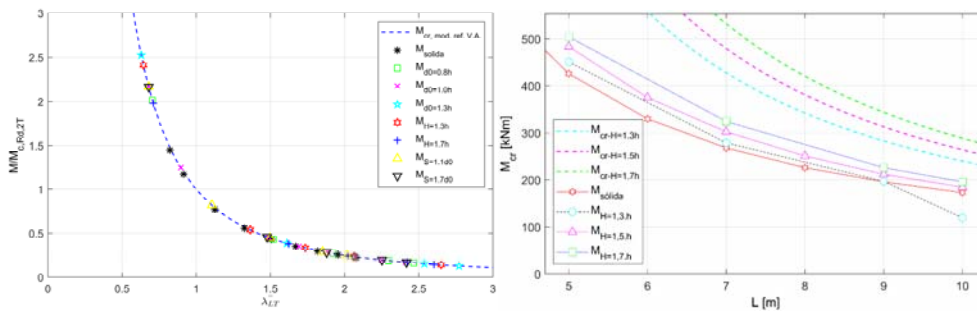 M/M_c,Rd,2T
3
2.5
2
1.5
1
0.5
0
0 0.5 1 1.5 2 2.5 3
λ̄_LT
M_cr, mod. ref. V.A.
M_solida
M_d0=0.8h
M_d0=1.0h
M_d0=1.3h
M_H=1.3h
M_H=1.7h
M_S=1.1d0
M_S=1.7d0
M_cr [kNm]
500
400
300
200
100
0
5 6 7 8 9 10
L [m]
M_cr-H=1.3h
M_cr-H=1.5h
M_cr-H=1.7h
M_sólida
M_H=1,3.h
M_H=1,5.h
M_H=1,7.h